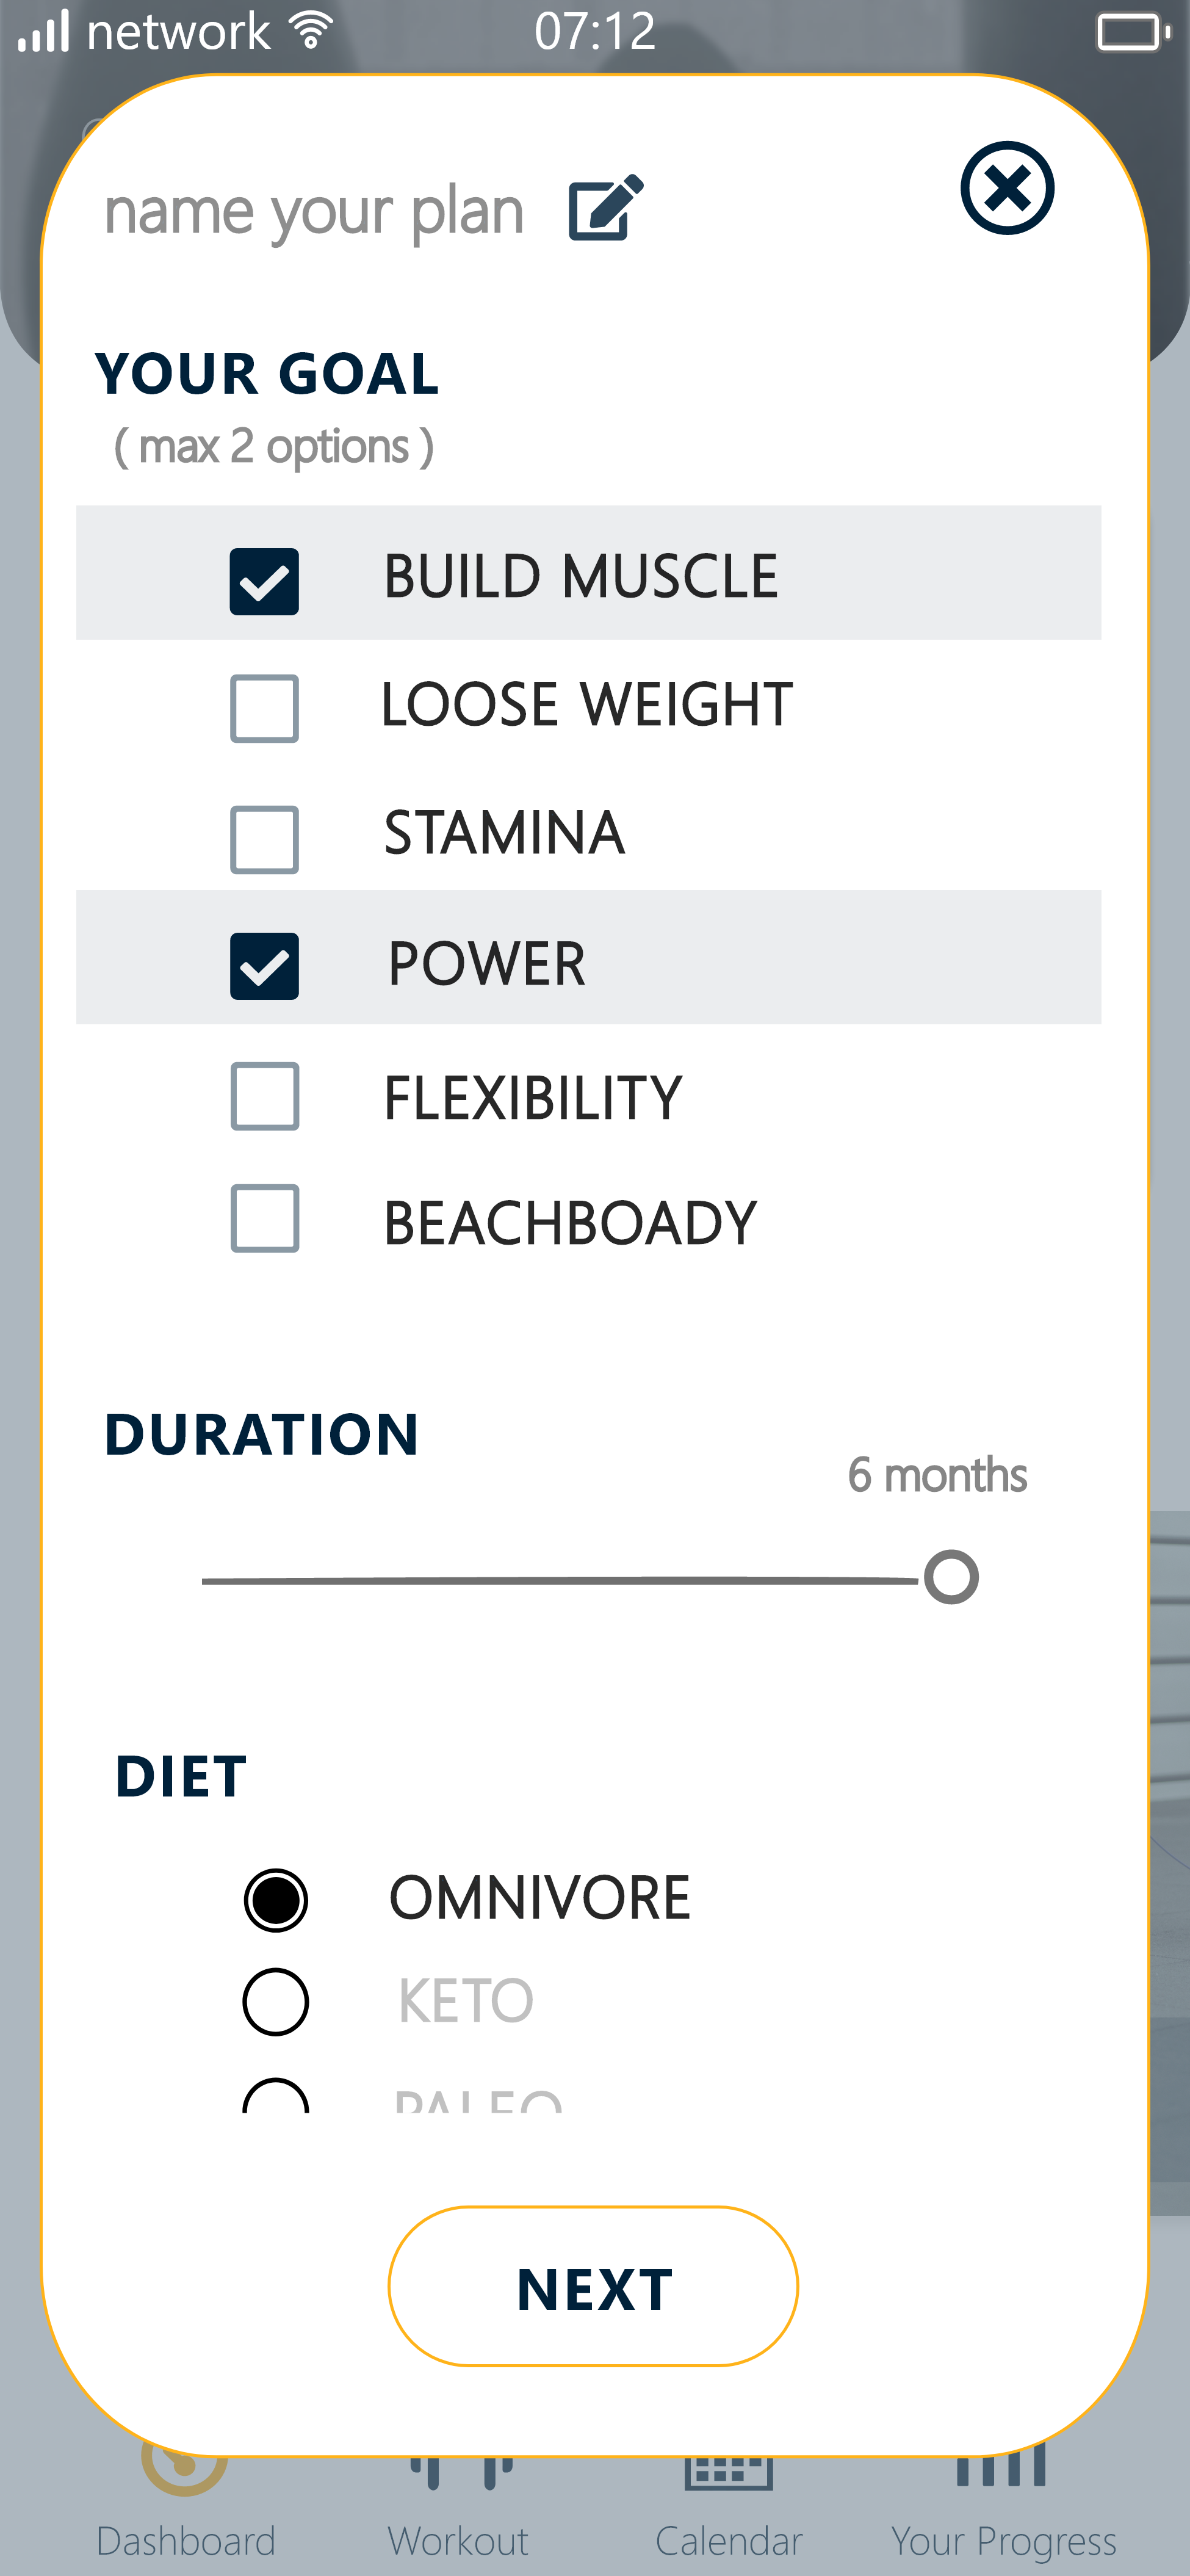 network 07:12
name your plan
YOUR GOAL
( max 2 options )
BUILD MUSCLE
LOOSE WEIGHT
STAMINA
POWER
FLEXIBILITY
BEACHBOADY
DURATION
6 months
DIET
OMNIVORE
KETO
PALEO
NEXT
Dashboard Workout Calendar Your Progress